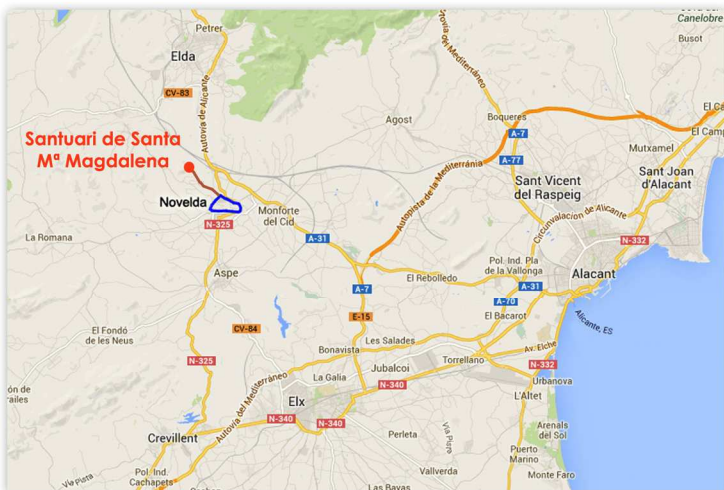 Petrer
Canelobre
Busot
Elda
CV-83
Autovía de Alicante
Autovía del Mediterráneo
Agost
Boqueres
A-7
El Camp
Mutxamel
A-77
Santuari de Santa
Mª Magdalena
Sant Joan
d'Alacant
Sant Vicent
del Raspeig
Autopista de la Mediterrània
Novelda
Monforte
del Cid
N-325
Circunvalacion de Alicante
La Romana
A-31
N-332
Pol. Ind. Pla
de la Vallonga
Alacant
Aspe
El Rebolledo
A-7
A-31
A-70
E-15
El Bacarot
Alicante, ES
CV-84
El Fondó
de les Neus
Les Salades
Bonavista
Av. Elche
N-325
Torrellano
N-332
Jubalcoi
La Galia
N-340
Urbanova
Autovía del Mediterráneo
Elx
L'Altet
N-340
N-340
Arenals
del Sol
Crevillent
Perleta
Puerto
Marino
Vía Pista
Pol. Ind.
Cachapets
Vallverda
Monte Faro
Las Bayas